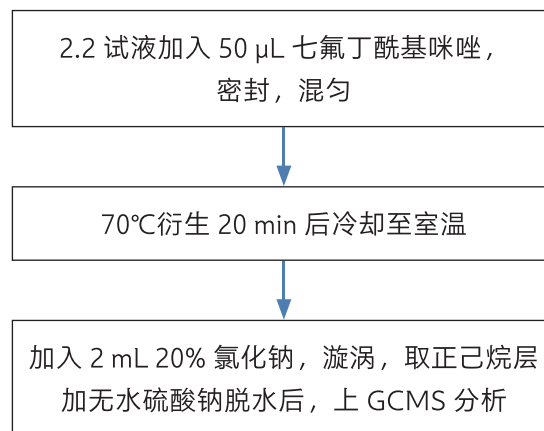 2.2 试液加入 50 μL 七氟丁酰基咪唑，
密封，混匀
70℃衍生 20 min 后冷却至室温
加入 2 mL 20% 氯化钠，漩涡，取正己烷层
加无水硫酸钠脱水后，上 GCMS 分析